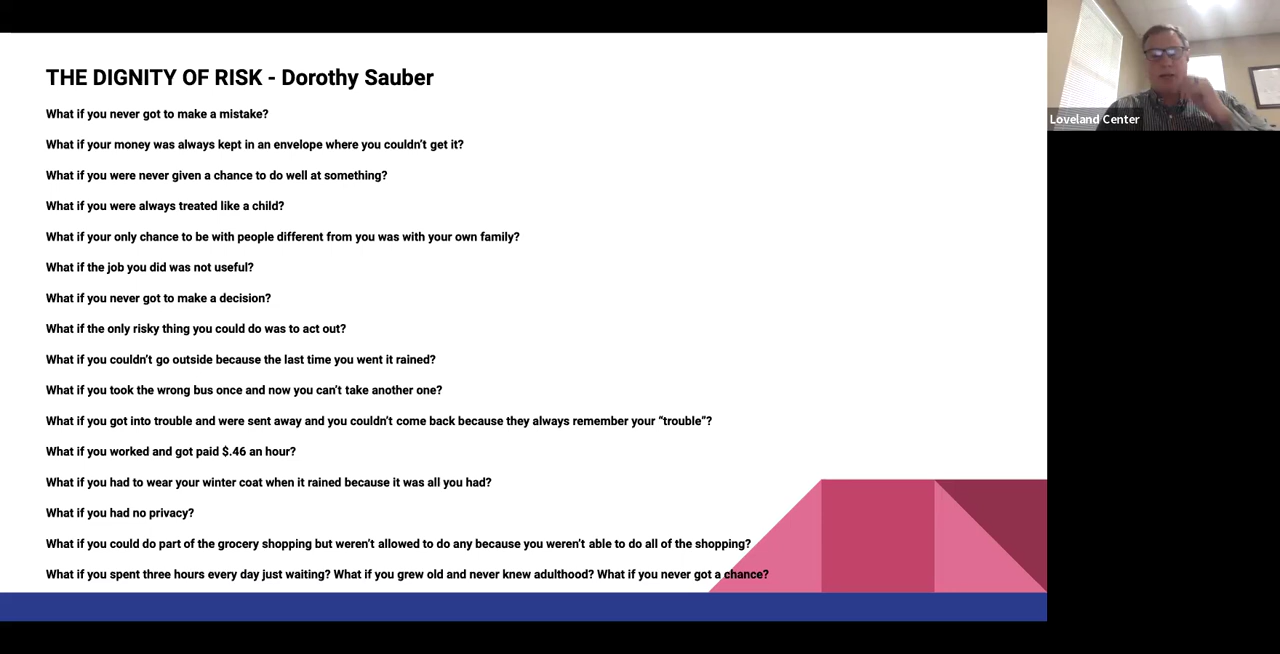 THE DIGNITY OF RISK - Dorothy Sauber
What if you never got to make a mistake?
What if your money was always kept in an envelope where you couldn’t get it?
What if you were never given a chance to do well at something?
What if you were always treated like a child?
What if your only chance to be with people different from you was with your own family?
What if the job you did was not useful?
What if you never got to make a decision?
What if the only risky thing you could do was to act out?
What if you couldn’t go outside because the last time you went it rained?
What if you took the wrong bus once and now you can’t take another one?
What if you got into trouble and were sent away and you couldn’t come back because they always remember your “trouble”?
What if you worked and got paid $.46 an hour?
What if you had to wear your winter coat when it rained because it was all you had?
What if you had no privacy?
What if you could do part of the grocery shopping but weren’t allowed to do any because you weren’t able to do all of the shopping?
What if you spent three hours every day just waiting? What if you grew old and never knew adulthood? What if you never got a chance?
Loveland Center